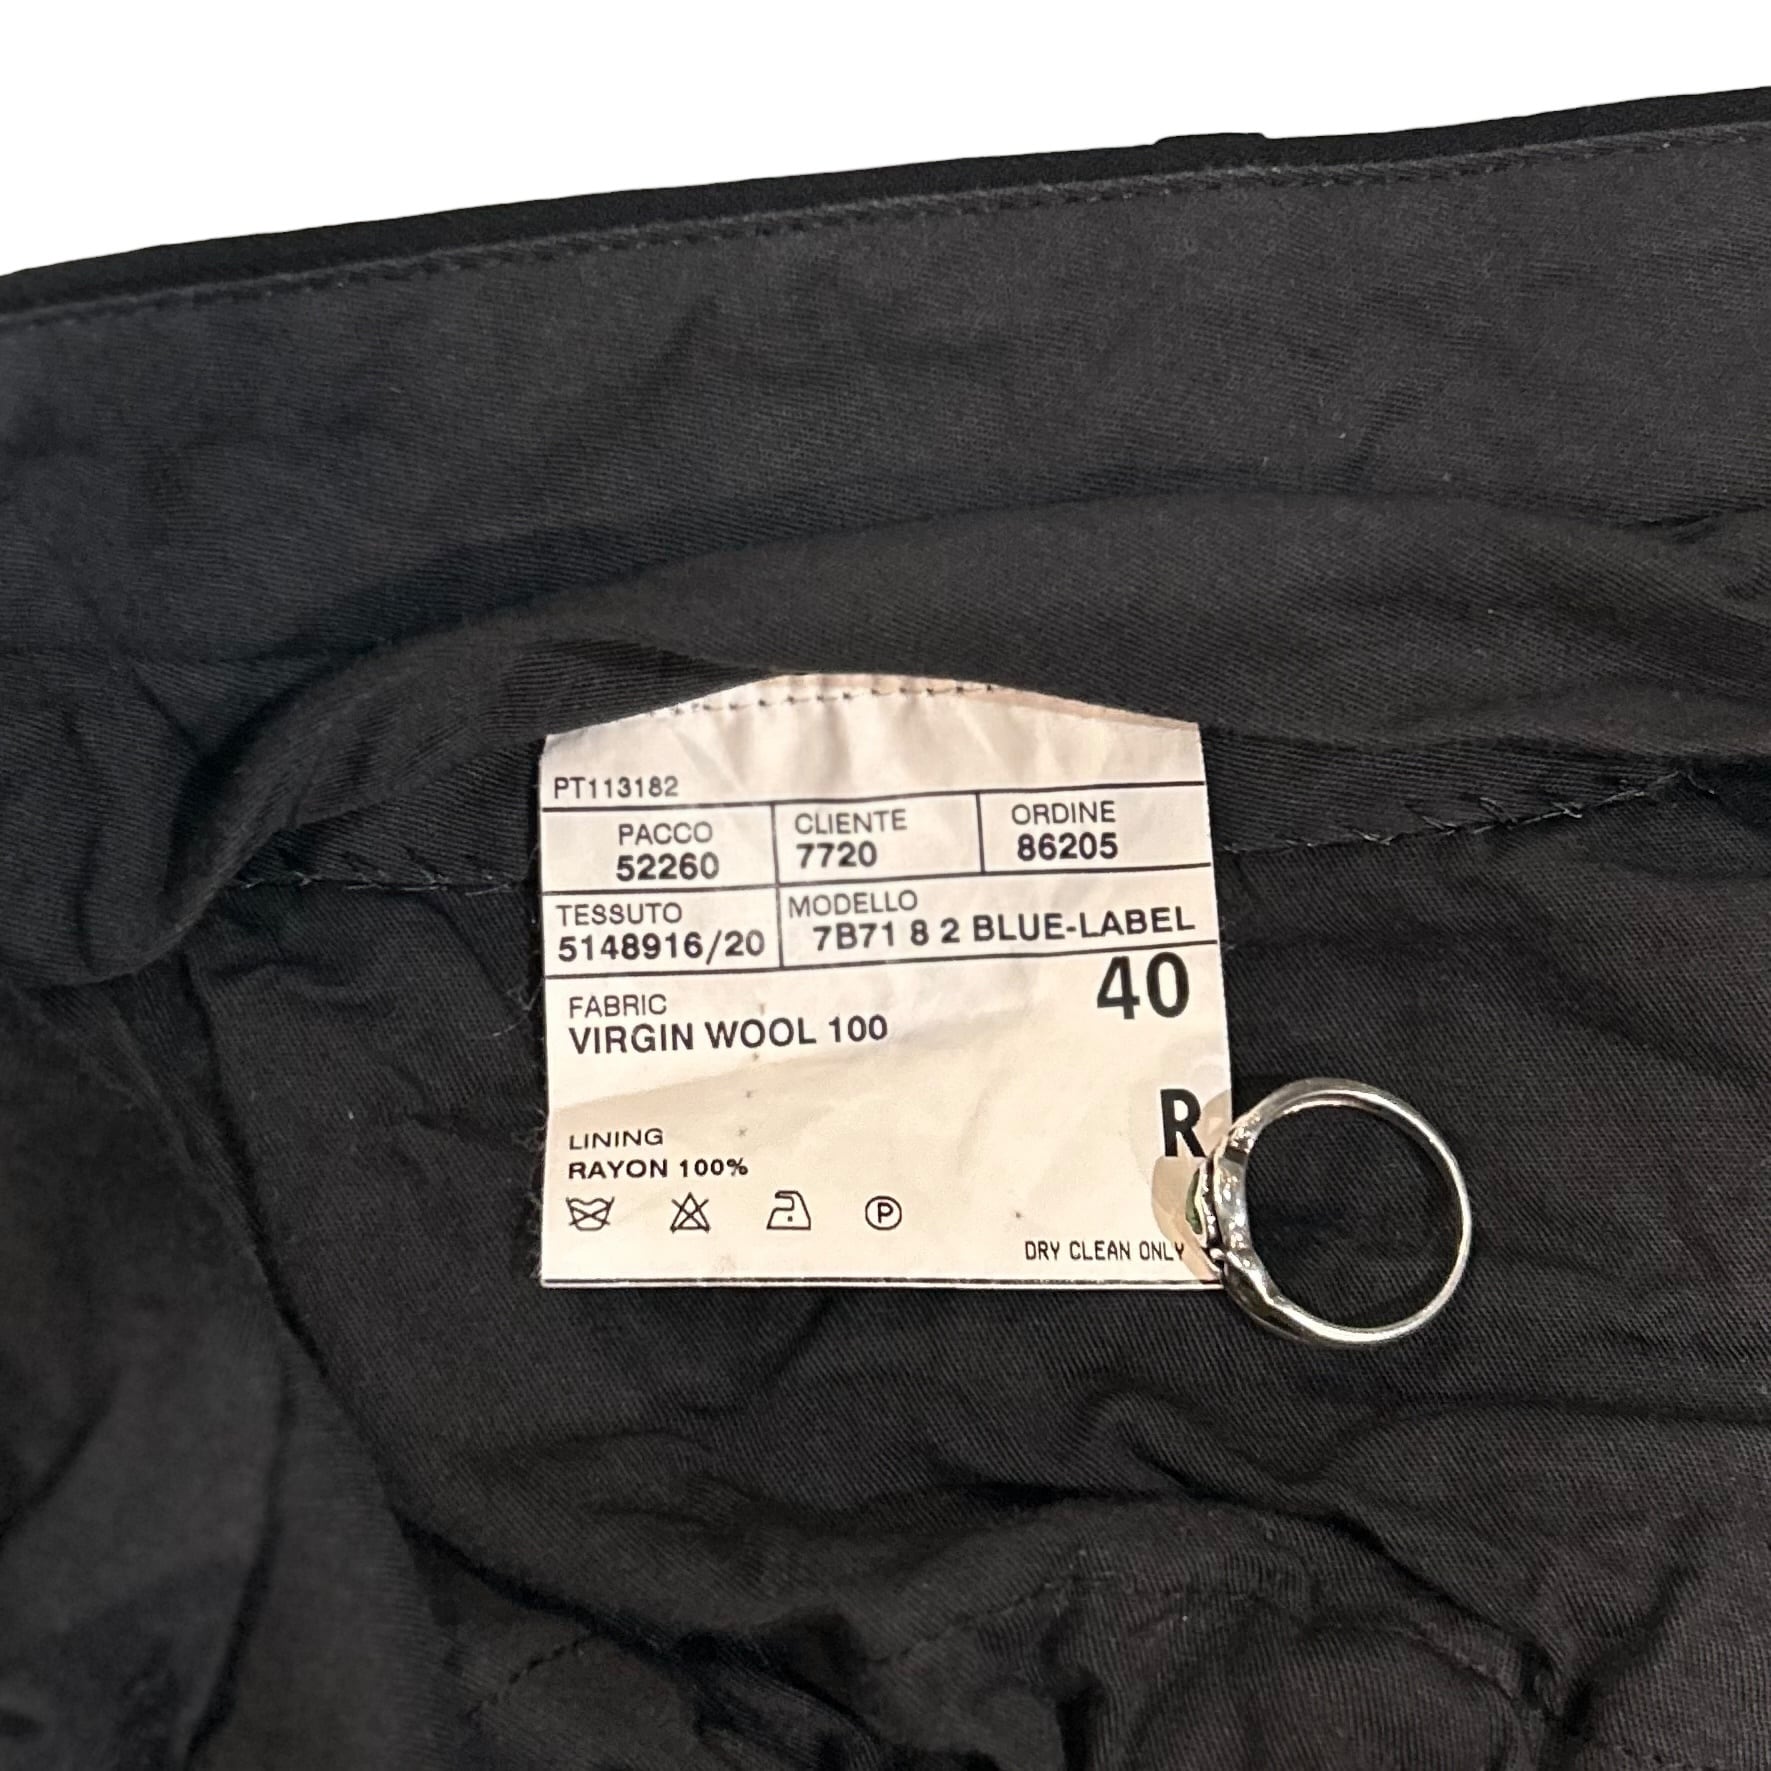 PT113182
PACCO CLIENTE ORDINE
52260 7720 86205
TESSUTO MODELLO
5148916/20 7B71 8 2 BLUE-LABEL
40
FABRIC
VIRGIN WOOL 100
R
LINING
RAYON 100%
P
DRY CLEAN ONLY